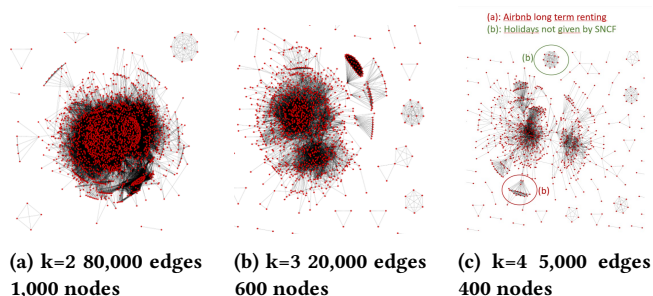 (a): Airbnb long term renting
(b): Holidays not given by SNCF
(b)
(b)
(a) k=2 80,000 edges
1,000 nodes
(b) k=3 20,000 edges
600 nodes
(c) k=4 5,000 edges
400 nodes